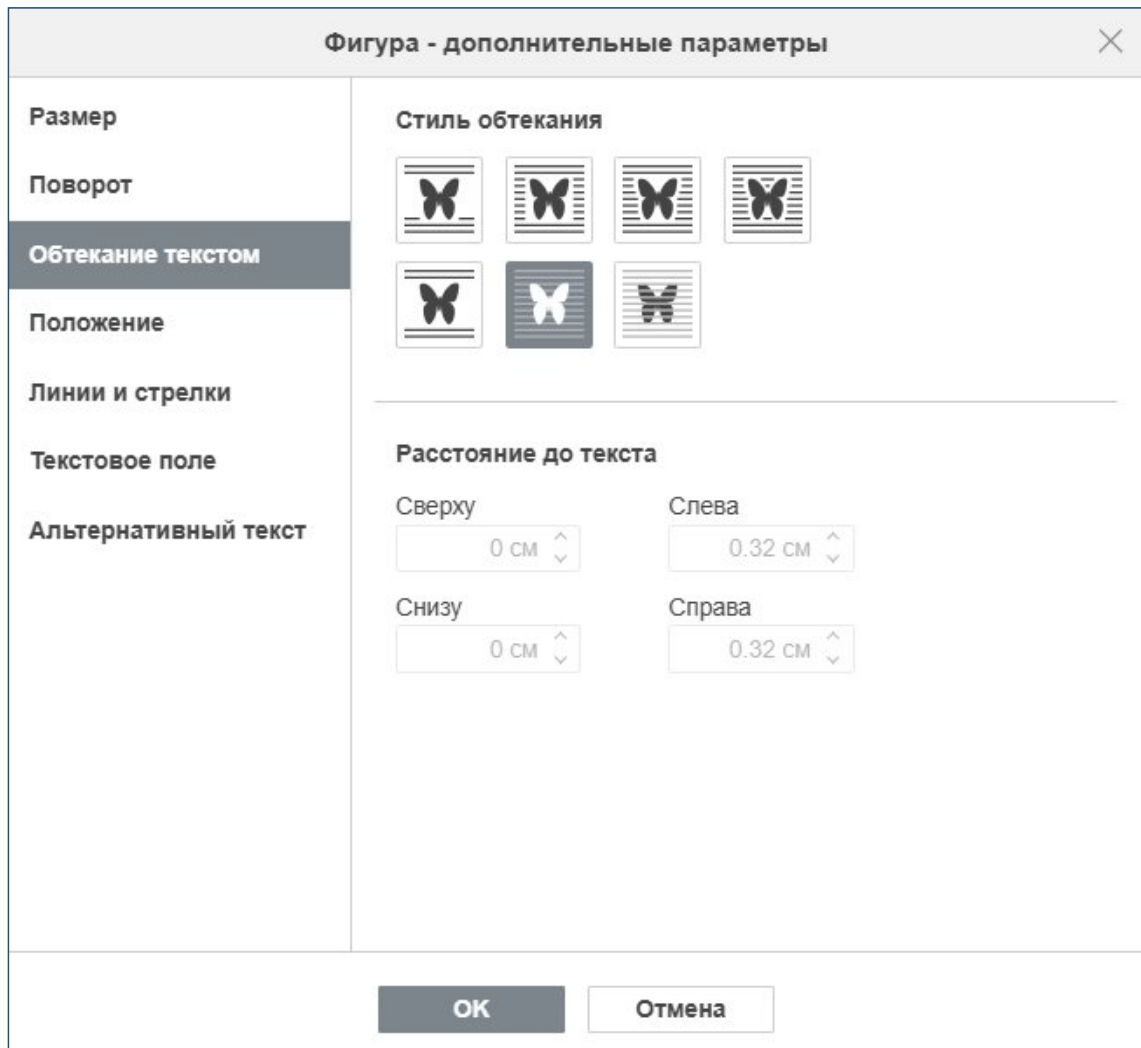 Фигура - дополнительные параметры
Размер
Поворот
Обтекание текстом
Положение
Линии и стрелки
Текстовое поле
Альтернативный текст
Стиль обтекания
Расстояние до текста
Сверху Слева
0 см 0.32 см
Снизу Справа
0 см 0.32 см
OK Отмена